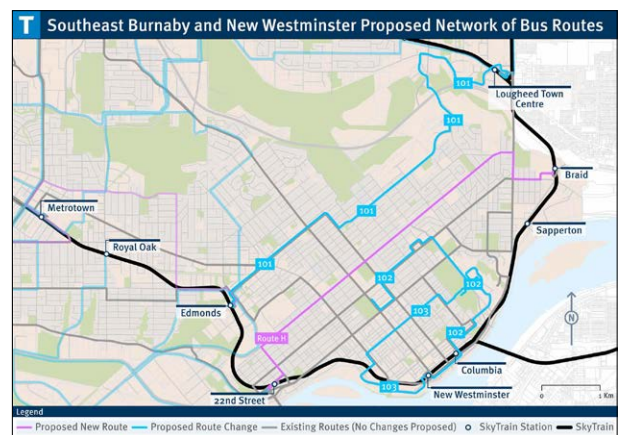 T Southeast Burnaby and New Westminster Proposed Network of Bus Routes
101
Lougheed Town
Centre
101
Braid
Metrotown
101
Royal Oak
Sapperton
101
102
102
Edmonds
103
N
Route H
102
Columbia
103
New Westminster
22nd Street
0 1 Km
Legend
Proposed New Route Proposed Route Change Existing Routes (No Changes Proposed) SkyTrain Station SkyTrain